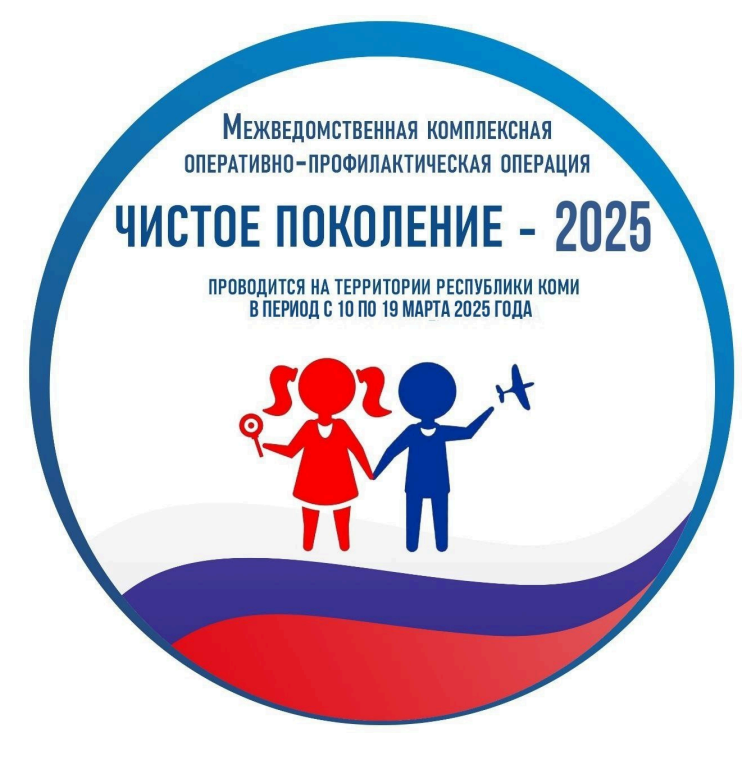 Межведомственная комплексная
оперативно-профилактическая операция
ЧИСТОЕ ПОКОЛЕНИЕ - 2025
ПРОВОДИТСЯ НА ТЕРРИТОРИИ РЕСПУБЛИКИ КОМИ
В ПЕРИОД С 10 ПО 19 МАРТА 2025 ГОДА